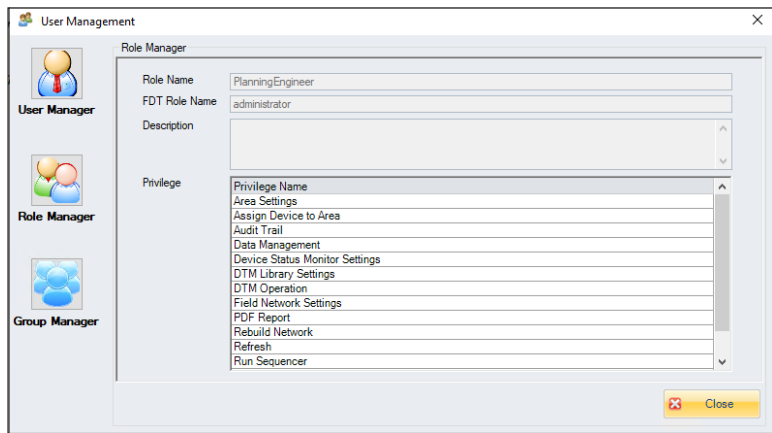 User Management
User Manager
Role Manager
Group Manager
Role Manager
Role Name PlanningEngineer
FDT Role Name administrator
Description
Privilege
Privilege Name
Area Settings
Assign Device to Area
Audit Trail
Data Management
Device Status Monitor Settings
DTM Library Settings
DTM Operation
Field Network Settings
PDF Report
Rebuild Network
Refresh
Run Sequencer
Close